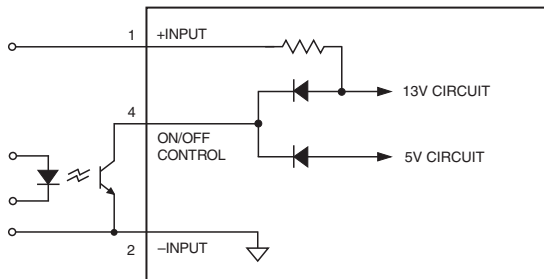 1 +INPUT
13V CIRCUIT
4
ON/OFF
CONTROL
5V CIRCUIT
2 –INPUT